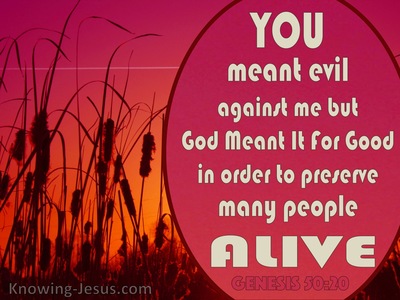 YOU
meant evil
against me but
God Meant It For Good
in order to preserve
many people
ALIVE
GENESIS 50:20
Knowing-Jesus.com